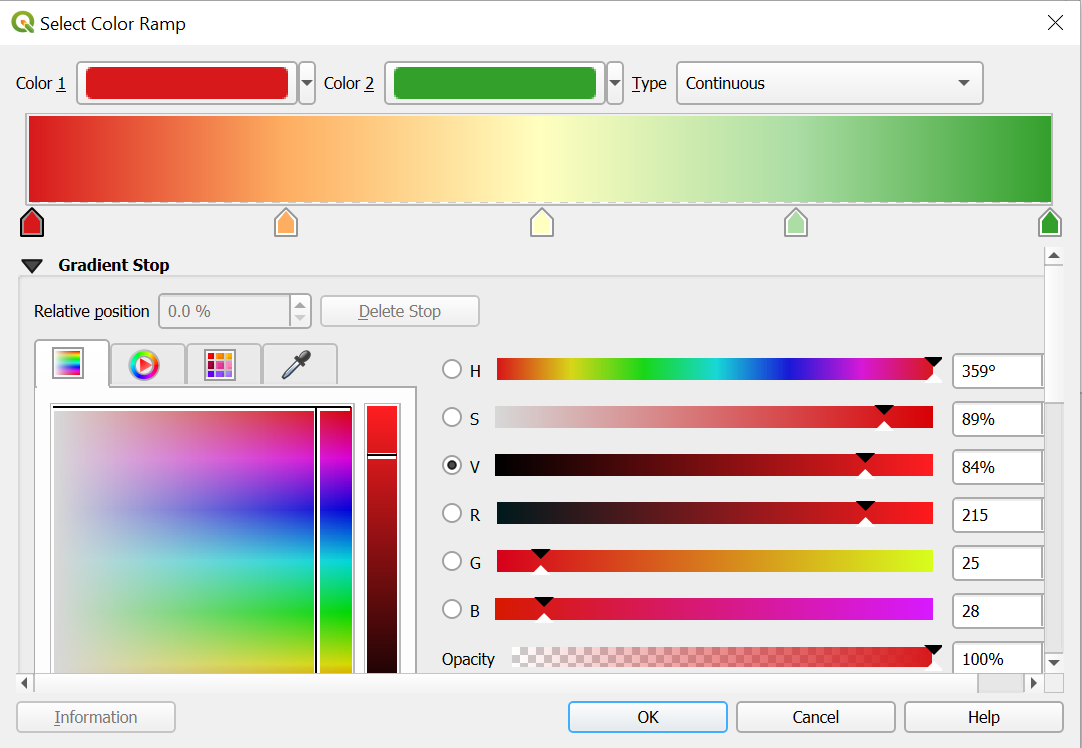 Select Color Ramp
Color 1 Color 2 Type Continuous
Gradient Stop
Relative position 0.0 % Delete Stop
H 359°
S 89%
V 84%
R 215
G 25
B 28
Opacity 100%
Information OK Cancel Help